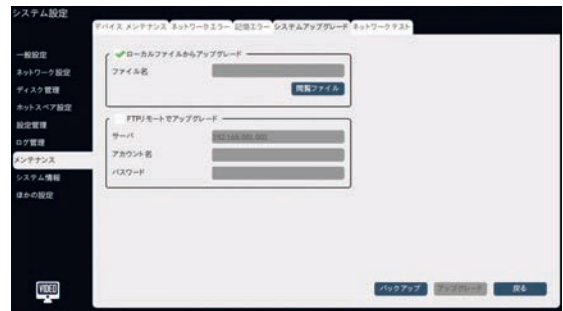 システム設定
デバイス メンテナンス ネットワークエラー 記憶エラー システムアップグレード ネットワークテスト
一般設定
ネットワーク設定
ディスク管理
ホットスペア設定
設定管理
ログ管理
メンテナンス
システム情報
ほかの設定
ローカルファイルからアップグレード
ファイル名
閲覧ファイル
FTPリモートでアップグレード
サーバ 192.168.001.001
アカウント名
パスワード
VIDEO
バックアップ アップグレード 戻る